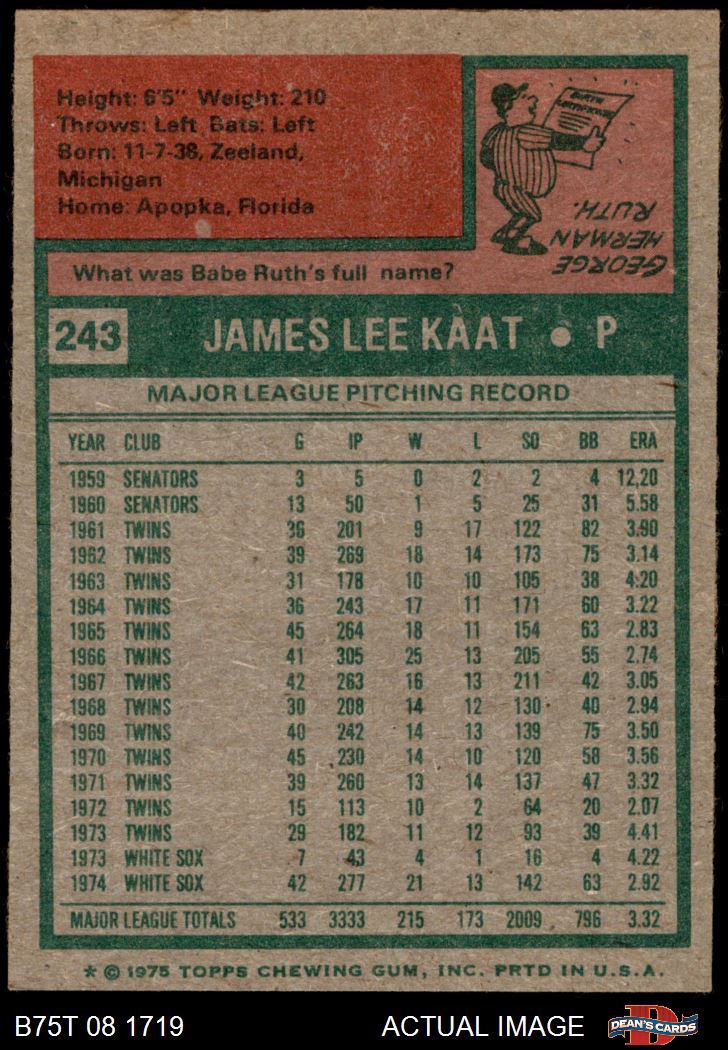 Height: 6'5" Weight: 210
Throws: Left Bats: Left
Born: 11-7-38, Zeeland,
Michigan
Home: Apopka, Florida
BIRTH CERTIFICATE
GEORGE
HERMAN
RUTH.
What was Babe Ruth's full name?
243 JAMES LEE KAAT • P
MAJOR LEAGUE PITCHING RECORD
YEAR CLUB G IP W L SO BB ERA
1959 SENATORS 3 5 0 2 2 4 12.20
1960 SENATORS 13 50 1 5 25 31 5.58
1961 TWINS 36 201 9 17 122 82 3.90
1962 TWINS 39 269 18 14 173 75 3.14
1963 TWINS 31 178 10 10 105 38 4.20
1964 TWINS 36 243 17 11 171 60 3.22
1965 TWINS 45 264 18 11 154 63 2.83
1966 TWINS 41 305 25 13 205 55 2.74
1967 TWINS 42 263 16 13 211 42 3.05
1968 TWINS 30 208 14 12 130 40 2.94
1969 TWINS 40 242 14 13 139 75 3.50
1970 TWINS 45 230 14 10 120 58 3.56
1971 TWINS 39 260 13 14 137 47 3.32
1972 TWINS 15 113 10 2 64 20 2.07
1973 TWINS 29 182 11 12 93 39 4.41
1973 WHITE SOX 7 43 4 1 16 4 4.22
1974 WHITE SOX 42 277 21 13 142 63 2.92
MAJOR LEAGUE TOTALS 533 3333 215 173 2009 796 3.32
* © 1975 TOPPS CHEWING GUM, INC. PRTD IN U.S.A.
B75T 08 1719 ACTUAL IMAGE D DEAN'S CARDS